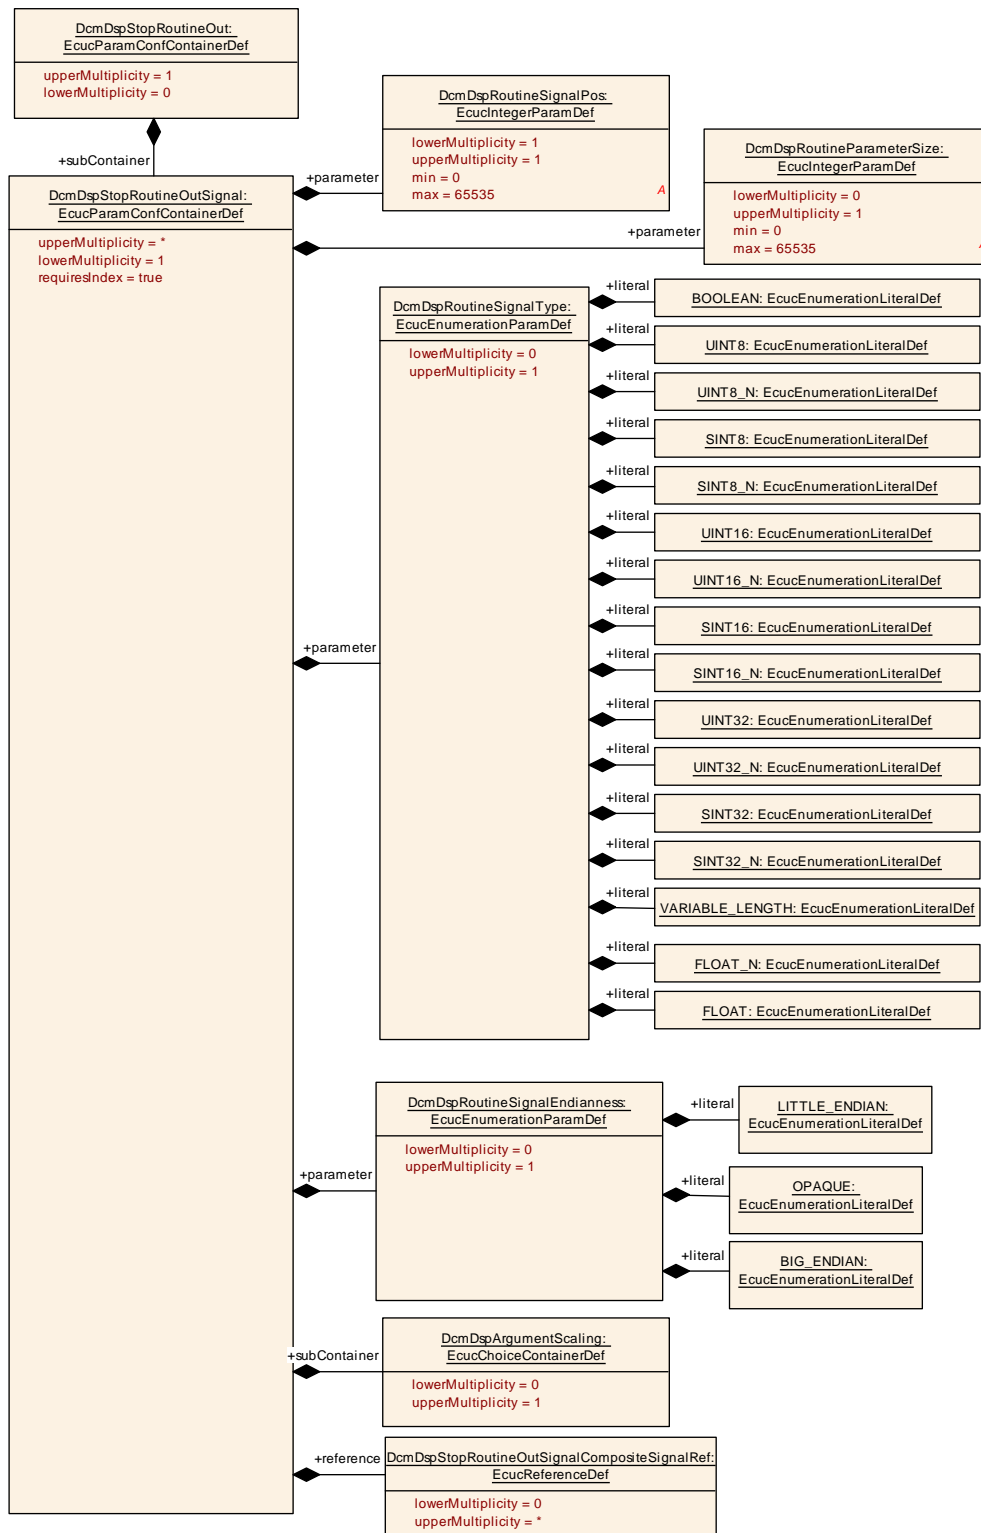 DcmDspStopRoutineOut:
EcucParamConfContainerDef
upperMultiplicity = 1
lowerMultiplicity = 0
+subContainer
DcmDspStopRoutineOutSignal:
EcucParamConfContainerDef
upperMultiplicity = *
lowerMultiplicity = 1
requiresIndex = true
+parameter
DcmDspRoutineSignalPos:
EcucIntegerParamDef
lowerMultiplicity = 1
upperMultiplicity = 1
min = 0
max = 65535
A
+parameter
DcmDspRoutineParameterSize:
EcucIntegerParamDef
lowerMultiplicity = 0
upperMultiplicity = 1
min = 0
max = 65535
+parameter
DcmDspRoutineSignalType:
EcucEnumerationParamDef
lowerMultiplicity = 0
upperMultiplicity = 1
+literal
BOOLEAN: EcucEnumerationLiteralDef
+literal
UINT8: EcucEnumerationLiteralDef
+literal
UINT8_N: EcucEnumerationLiteralDef
+literal
SINT8: EcucEnumerationLiteralDef
+literal
SINT8_N: EcucEnumerationLiteralDef
+literal
UINT16: EcucEnumerationLiteralDef
+literal
UINT16_N: EcucEnumerationLiteralDef
+literal
SINT16: EcucEnumerationLiteralDef
+literal
SINT16_N: EcucEnumerationLiteralDef
+literal
UINT32: EcucEnumerationLiteralDef
+literal
UINT32_N: EcucEnumerationLiteralDef
+literal
SINT32: EcucEnumerationLiteralDef
+literal
SINT32_N: EcucEnumerationLiteralDef
+literal
VARIABLE_LENGTH: EcucEnumerationLiteralDef
+literal
FLOAT_N: EcucEnumerationLiteralDef
+literal
FLOAT: EcucEnumerationLiteralDef
+parameter
DcmDspRoutineSignalEndianness:
EcucEnumerationParamDef
lowerMultiplicity = 0
upperMultiplicity = 1
+literal
LITTLE_ENDIAN:
EcucEnumerationLiteralDef
+literal
OPAQUE:
EcucEnumerationLiteralDef
+literal
BIG_ENDIAN:
EcucEnumerationLiteralDef
+subContainer
DcmDspArgumentScaling:
EcucChoiceContainerDef
lowerMultiplicity = 0
upperMultiplicity = 1
+reference
DcmDspStopRoutineOutSignalCompositeSignalRef:
EcucReferenceDef
lowerMultiplicity = 0
upperMultiplicity = *